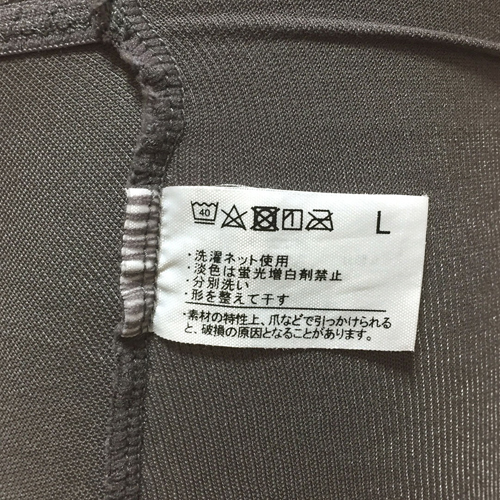 40 L
・洗濯ネット使用
・淡色は蛍光増白剤禁止
・分別洗い
・形を整えて干す
・素材の特性上、爪などで引っかけられる
と、破損の原因となることがあります。